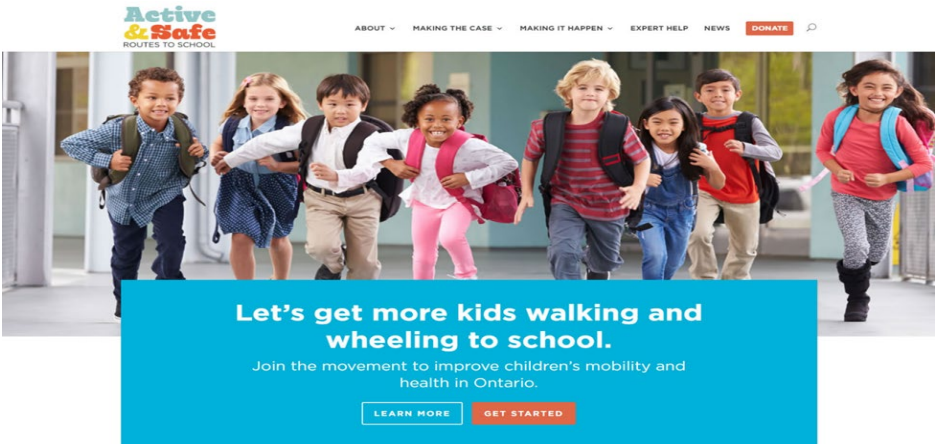 Active
& Safe
ROUTES TO SCHOOL
ABOUT MAKING THE CASE MAKING IT HAPPEN EXPERT HELP NEWS DONATE
Let's get more kids walking and
wheeling to school.
Join the movement to improve children's mobility and
health in Ontario.
LEARN MORE GET STARTED